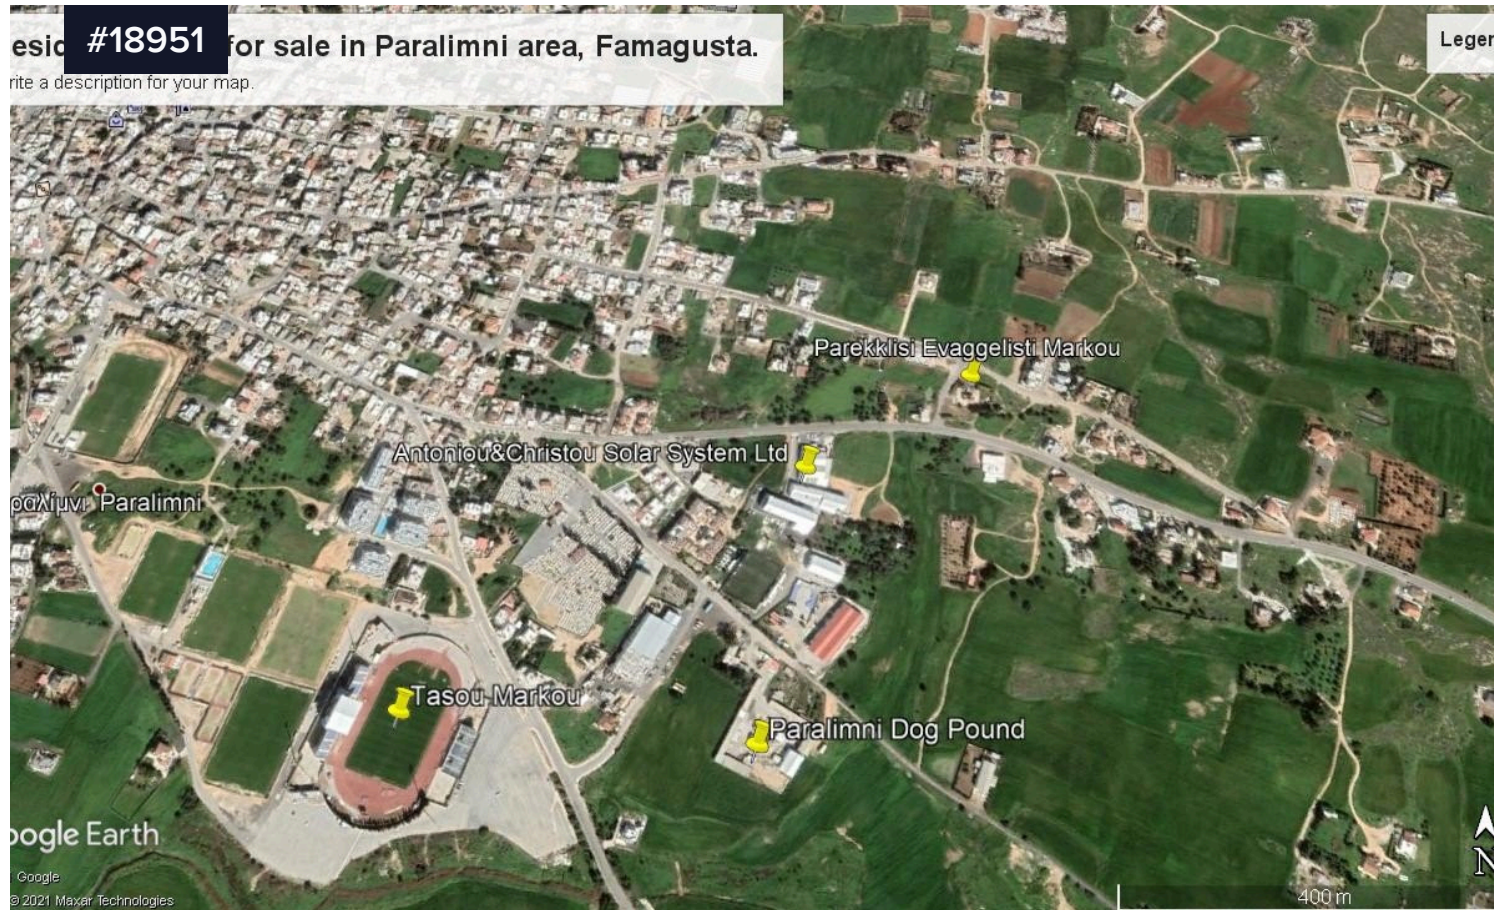 #18951
for sale in Paralimni area, Famagusta.
rite a description for your map.
Leger
Parekklisi Evaggelisti Markou
Antoniou&Christou Solar System Ltd
ραλίμνι Paralimni
Tasou Markou
Paralimni Dog Pound
oogle Earth
Google
© 2021 Maxar Technologies
400 m
N